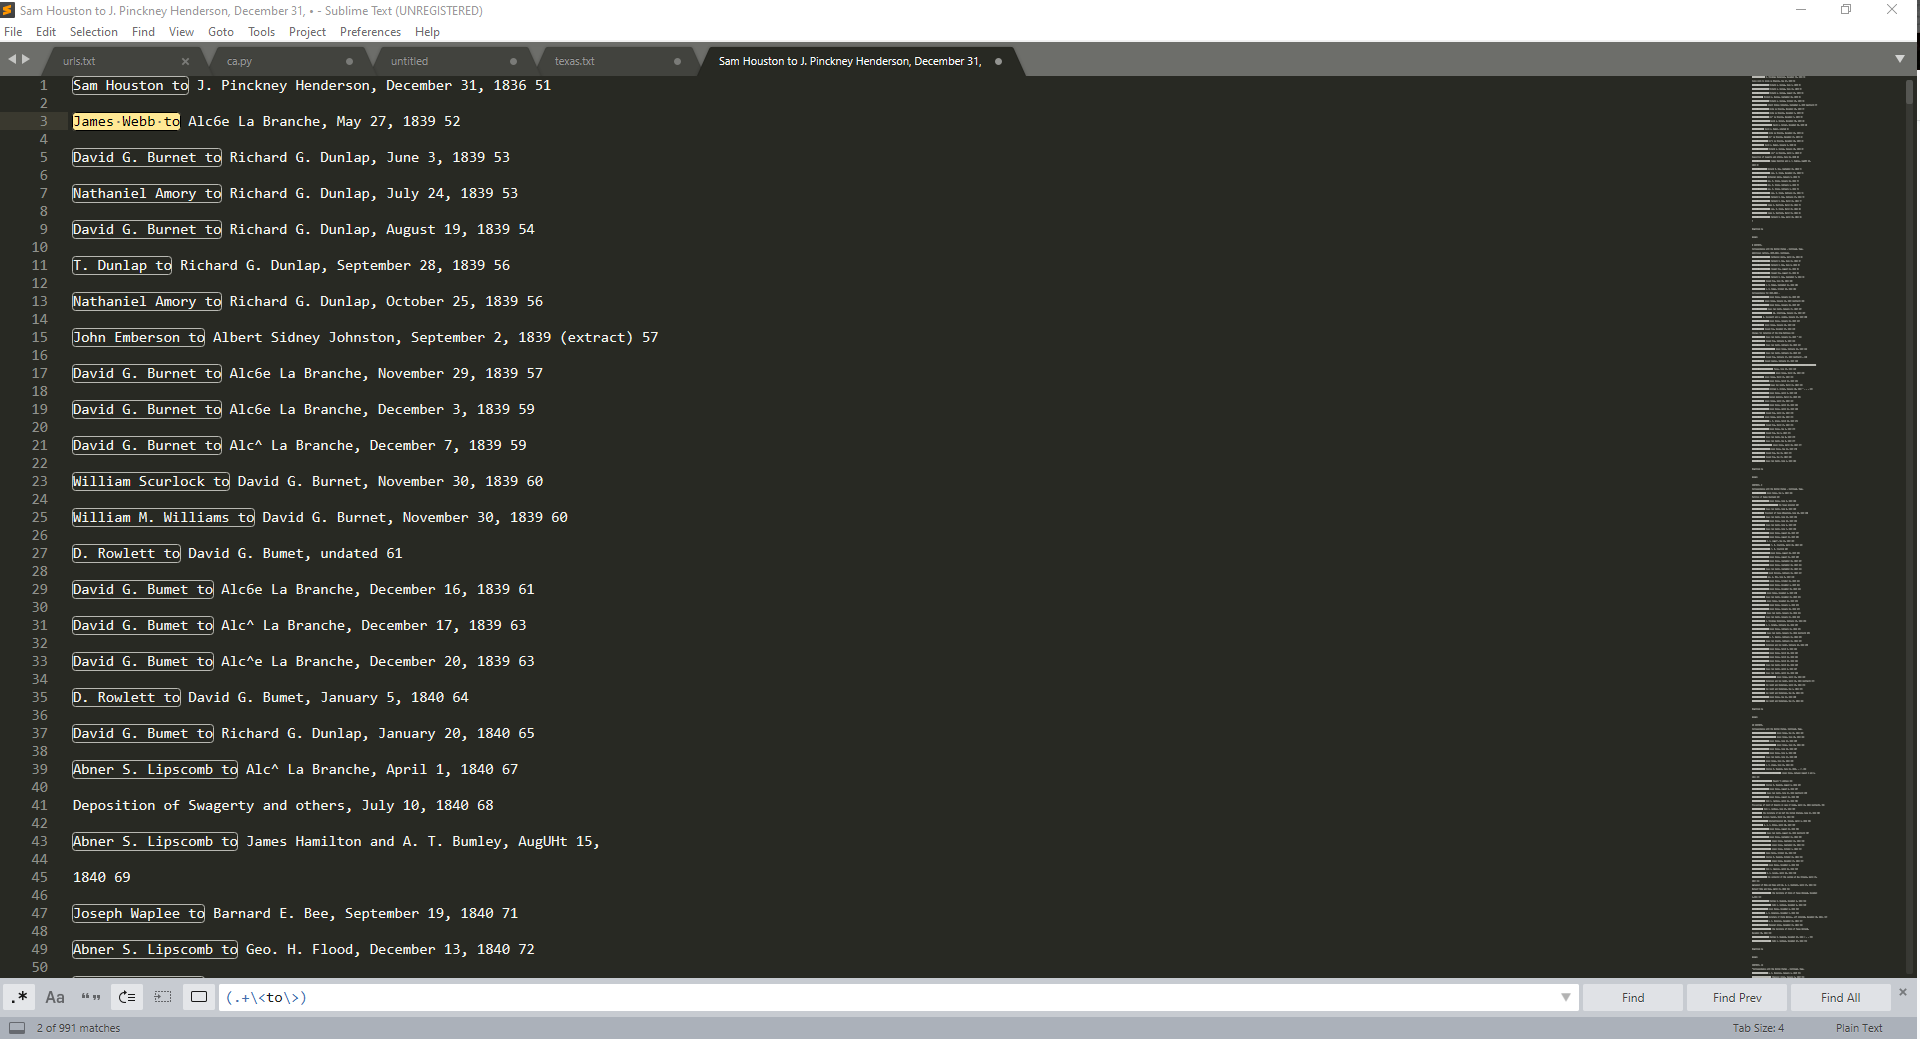 Sam Houston to J. Pinckney Henderson, December 31, • - Sublime Text (UNREGISTERED)
File Edit Selection Find View Goto Tools Project Preferences Help
urls.txt ca.py untitled texas.txt Sam Houston to J. Pinckney Henderson, December 31,
1 Sam Houston to J. Pinckney Henderson, December 31, 1836 51
2
3 James·Webb·to Alc6e La Branche, May 27, 1839 52
4
5 David G. Burnet to Richard G. Dunlap, June 3, 1839 53
6
7 Nathaniel Amory to Richard G. Dunlap, July 24, 1839 53
8
9 David G. Burnet to Richard G. Dunlap, August 19, 1839 54
10
11 T. Dunlap to Richard G. Dunlap, September 28, 1839 56
12
13 Nathaniel Amory to Richard G. Dunlap, October 25, 1839 56
14
15 John Emberson to Albert Sidney Johnston, September 2, 1839 (extract) 57
16
17 David G. Burnet to Alc6e La Branche, November 29, 1839 57
18
19 David G. Burnet to Alc6e La Branche, December 3, 1839 59
20
21 David G. Burnet to Alc^ La Branche, December 7, 1839 59
22
23 William Scurlock to David G. Burnet, November 30, 1839 60
24
25 William M. Williams to David G. Burnet, November 30, 1839 60
26
27 D. Rowlett to David G. Bumet, undated 61
28
29 David G. Bumet to Alc6e La Branche, December 16, 1839 61
30
31 David G. Bumet to Alc^ La Branche, December 17, 1839 63
32
33 David G. Bumet to Alc^e La Branche, December 20, 1839 63
34
35 D. Rowlett to David G. Bumet, January 5, 1840 64
36
37 David G. Bumet to Richard G. Dunlap, January 20, 1840 65
38
39 Abner S. Lipscomb to Alc^ La Branche, April 1, 1840 67
40
41 Deposition of Swagerty and others, July 10, 1840 68
42
43 Abner S. Lipscomb to James Hamilton and A. T. Bumley, AugUHt 15,
44
45 1840 69
46
47 Joseph Waplee to Barnard E. Bee, September 19, 1840 71
48
49 Abner S. Lipscomb to Geo. H. Flood, December 13, 1840 72
50
.* Aa “” (.+\<to\>) Find Find Prev Find All
2 of 991 matches Tab Size: 4 Plain Text